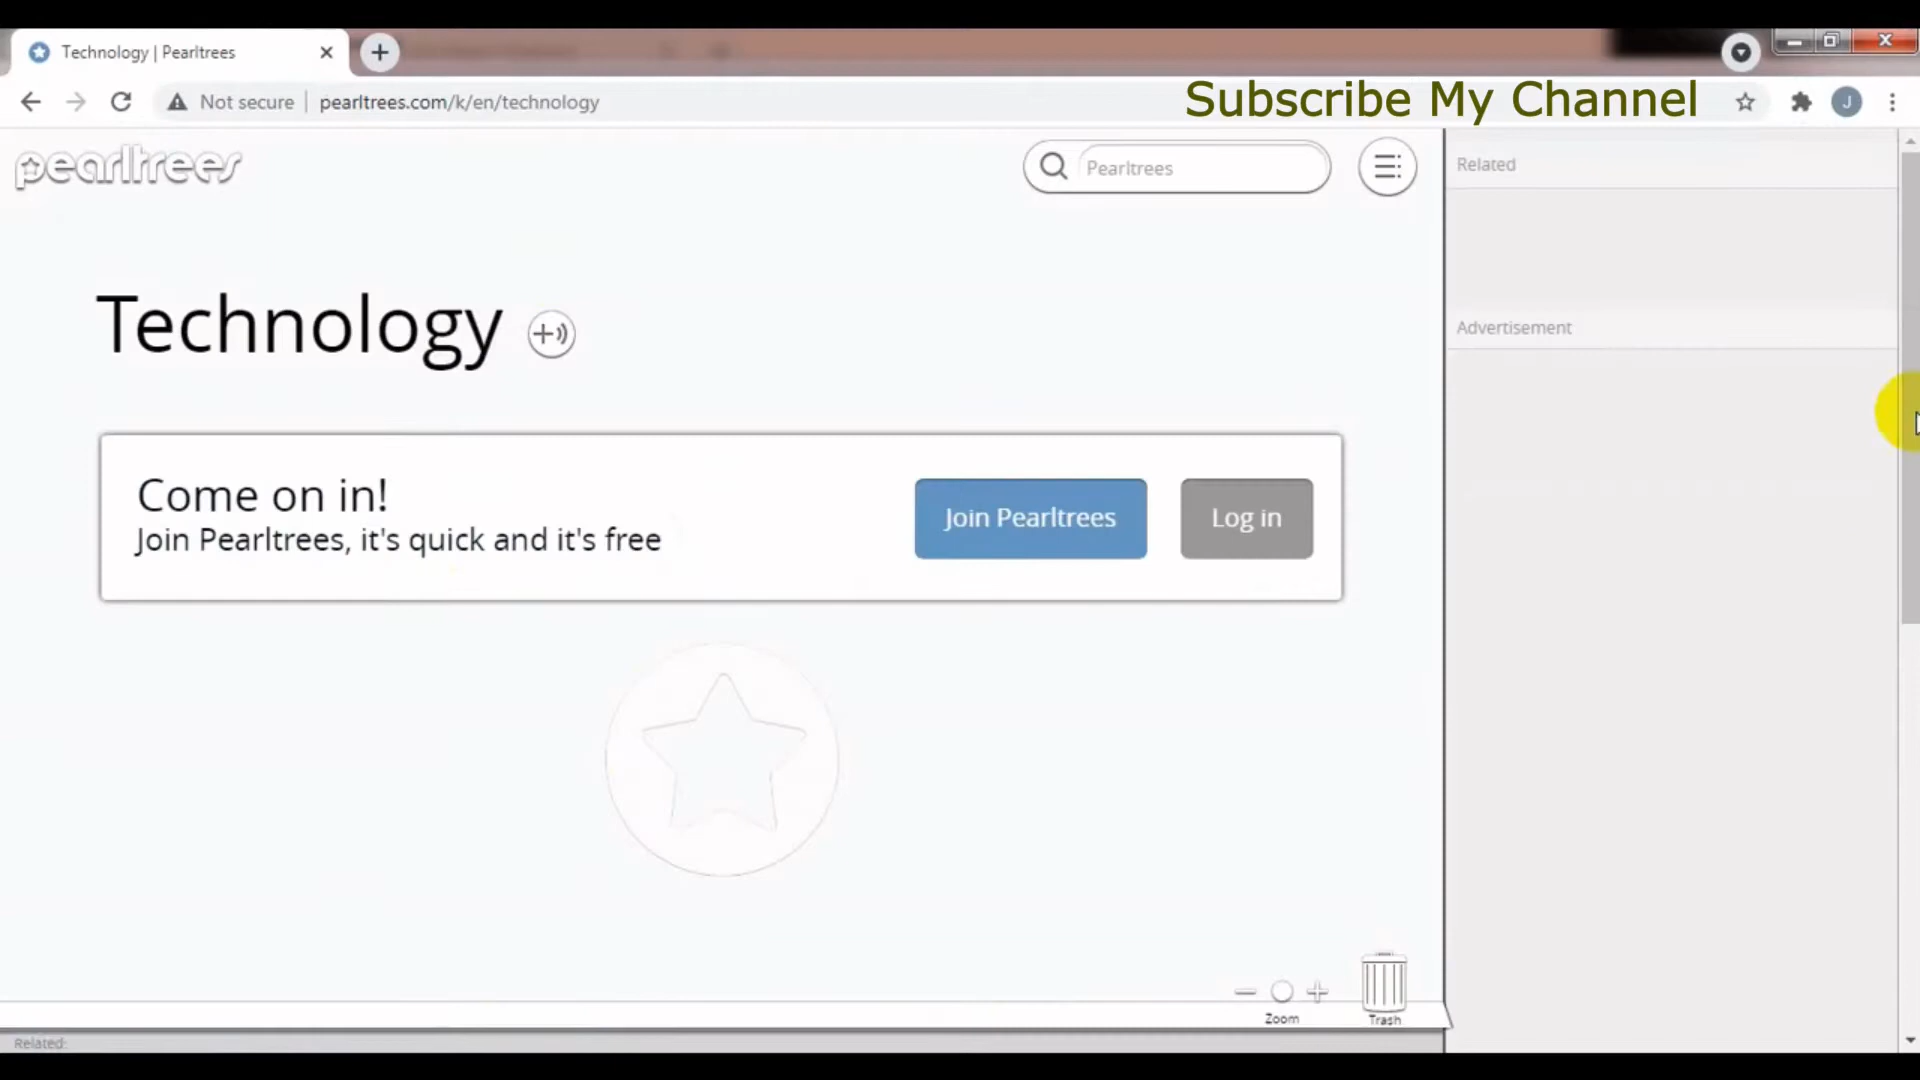 Technology | Pearltrees
Not secure
pearltrees.com/k/en/technology
Subscribe My Channel
J
pearltrees
Pearltrees
Related
Technology
Advertisement
Come on in!
Join Pearltrees, it's quick and it's free
Join Pearltrees
Log in
Zoom
Trash
Related: